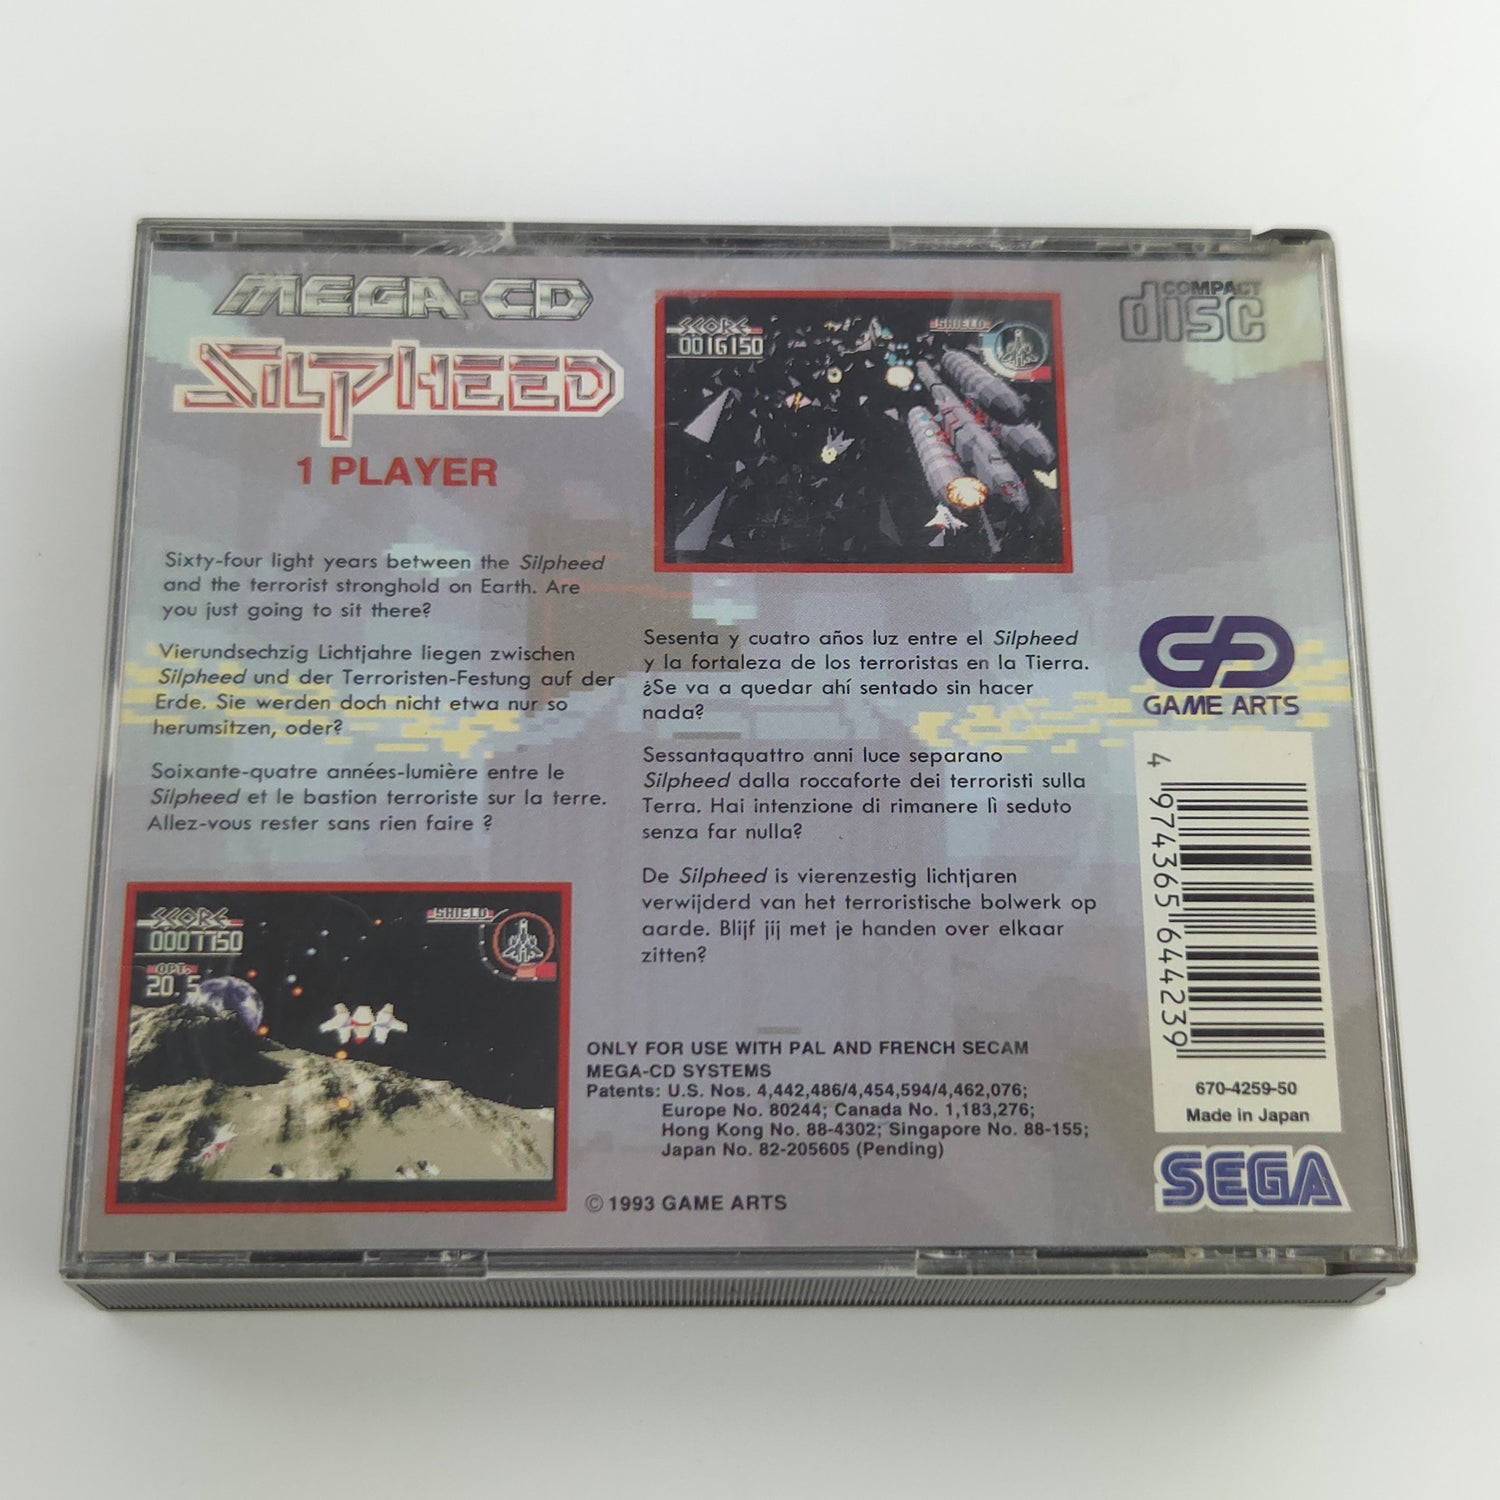 MEGA-CD
SILPHEED
1 PLAYER
Sixty-four light years between the Silpheed
and the terrorist stronghold on Earth. Are
you just going to sit there?
Vierundsechzig Lichtjahre liegen zwischen
Silpheed und der Terroristen-Festung auf der
Erde. Sie werden doch nicht etwa nur so
herumsitzen, oder?
Soixante-quatre années-lumière entre le
Silpheed et le bastion terroriste sur la terre.
Allez-vous rester sans rien faire ?
SCORE
0007750
OPT.
20.5
SHIELD
SCORE
0016150
SHIELD
COMPACT
disc
Sesenta y cuatro años luz entre el Silpheed
y la fortaleza de los terroristas en la Tierra.
¿Se va a quedar ahí sentado sin hacer
nada?
Sessantaquattro anni luce separano
Silpheed dalla roccaforte dei terroristi sulla
Terra. Hai intenzione di rimanere lì seduto
senza far nulla?
De Silpheed is vierenzestig lichtjaren
verwijderd van het terroristische bolwerk op
aarde. Blijf jij met je handen over elkaar
zitten?
ONLY FOR USE WITH PAL AND FRENCH SECAM
MEGA-CD SYSTEMS
Patents: U.S. Nos. 4,442,486/4,454,594/4,462,076;
Europe No. 80244; Canada No. 1,183,276;
Hong Kong No. 88-4302; Singapore No. 88-155;
Japan No. 82-205605 (Pending)
© 1993 GAME ARTS
GAME ARTS
4 974365 644239
670-4259-50
Made in Japan
SEGA